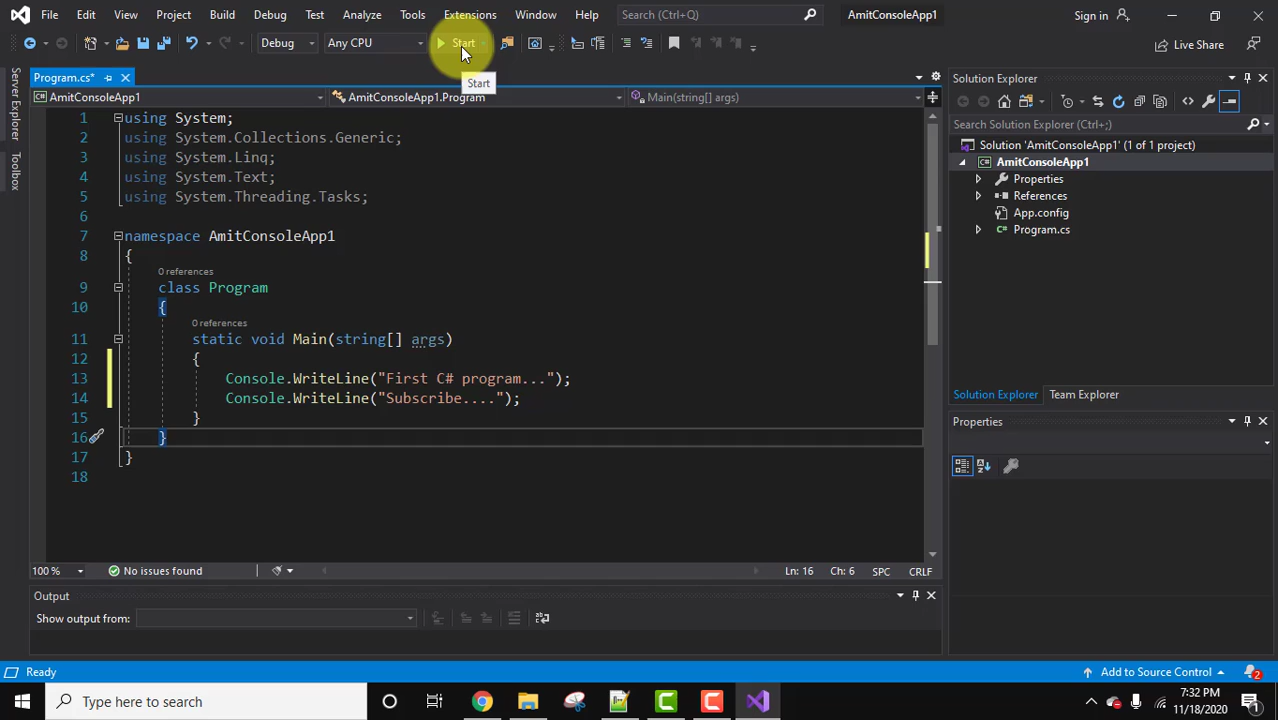 File Edit View Project Build Debug Test Analyze Tools Extensions Window Help Search (Ctrl+Q) AmitConsoleApp1 Sign in
Debug Any CPU Start Live Share
Start
Server Explorer
Toolbox
Program.cs*
AmitConsoleApp1 AmitConsoleApp1.Program Main(string[] args)
1 using System;
2 using System.Collections.Generic;
3 using System.Linq;
4 using System.Text;
5 using System.Threading.Tasks;
6
7 namespace AmitConsoleApp1
8 {
0 references
9 class Program
10 {
0 references
11 static void Main(string[] args)
12 {
13 Console.WriteLine("First C# program...");
14 Console.WriteLine("Subscribe....");
15 }
16 }
17 }
18
100 % No issues found Ln: 16 Ch: 6 SPC CRLF
Output
Show output from:
Solution Explorer
Search Solution Explorer (Ctrl+;)
Solution 'AmitConsoleApp1' (1 of 1 project)
AmitConsoleApp1
Properties
References
App.config
Program.cs
Solution Explorer Team Explorer
Properties
Ready Add to Source Control 2
Type here to search 7:32 PM
11/18/2020 1